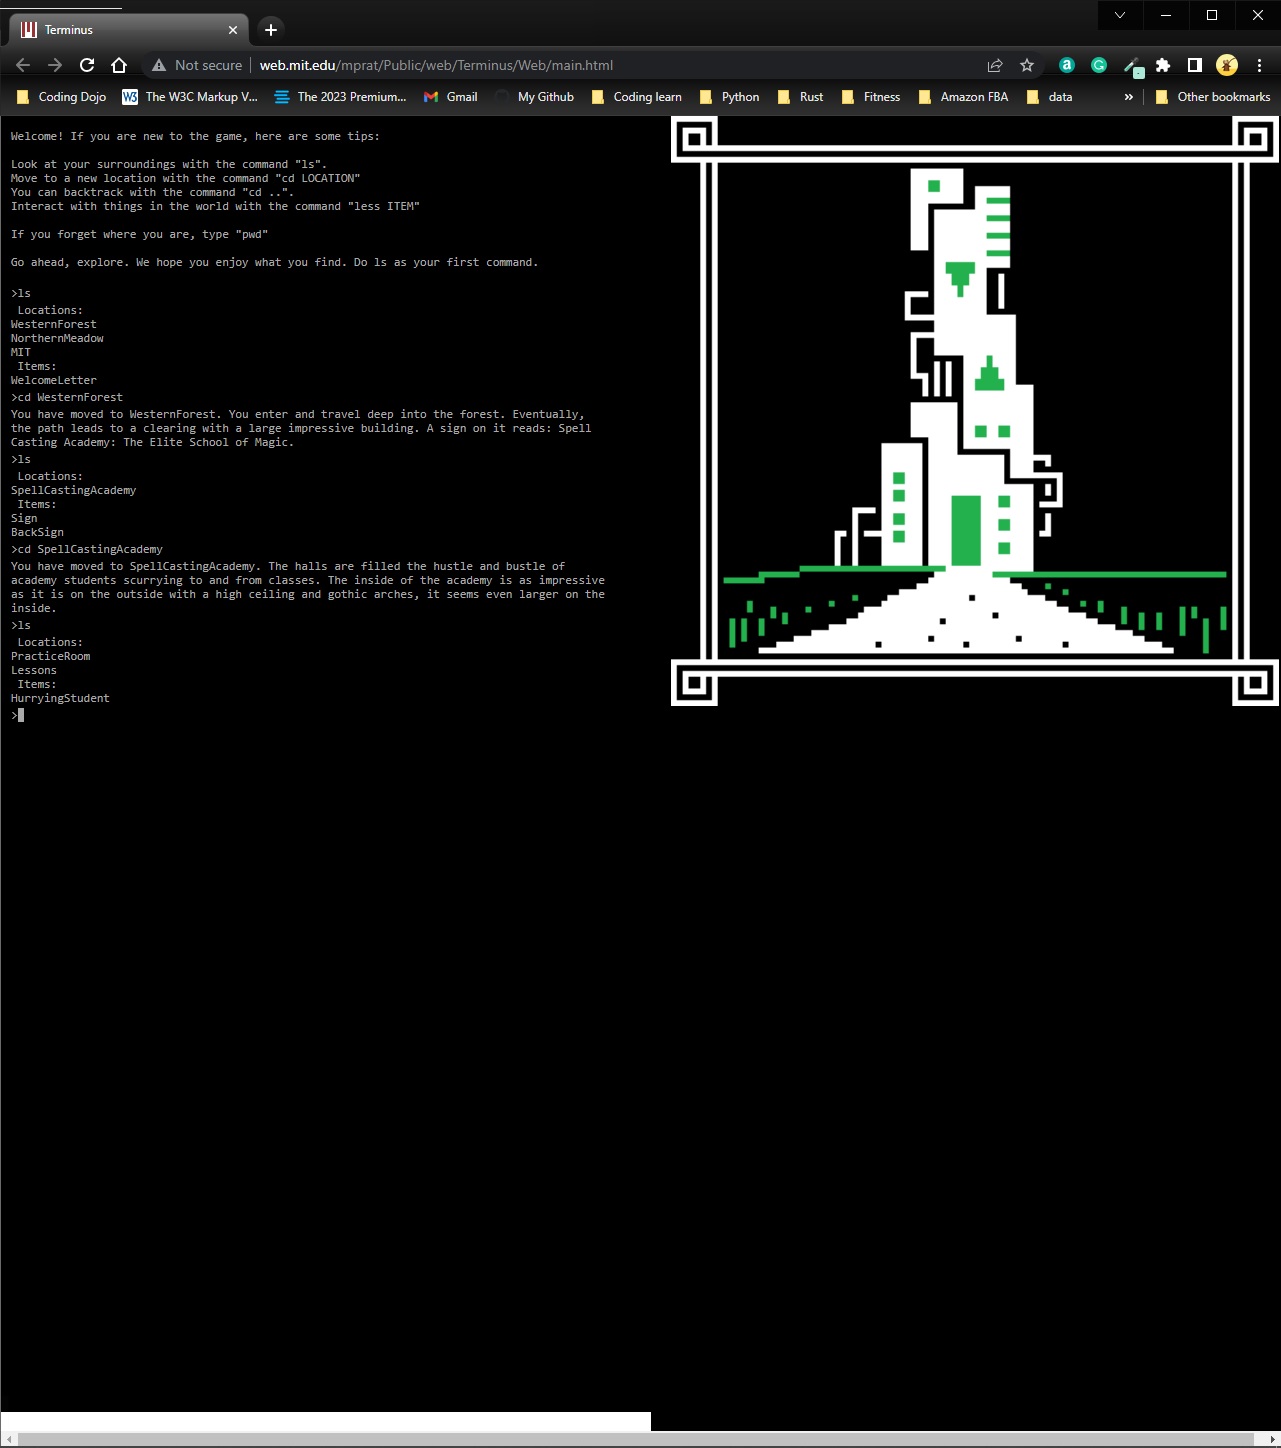 Terminus
Not secure | web.mit.edu/mprat/Public/web/Terminus/Web/main.html
Coding Dojo W3 The W3C Markup V... The 2023 Premium... Gmail My Github Coding learn Python Rust Fitness Amazon FBA data » Other bookmarks
Welcome! If you are new to the game, here are some tips:
Look at your surroundings with the command "ls".
Move to a new location with the command "cd LOCATION"
You can backtrack with the command "cd ..".
Interact with things in the world with the command "less ITEM"
If you forget where you are, type "pwd"
Go ahead, explore. We hope you enjoy what you find. Do ls as your first command.
>ls
Locations:
WesternForest
NorthernMeadow
MIT
Items:
WelcomeLetter
>cd WesternForest
You have moved to WesternForest. You enter and travel deep into the forest. Eventually,
the path leads to a clearing with a large impressive building. A sign on it reads: Spell
Casting Academy: The Elite School of Magic.
>ls
Locations:
SpellCastingAcademy
Items:
Sign
BackSign
>cd SpellCastingAcademy
You have moved to SpellCastingAcademy. The halls are filled the hustle and bustle of
academy students scurrying to and from classes. The inside of the academy is as impressive
as it is on the outside with a high ceiling and gothic arches, it seems even larger on the
inside.
>ls
Locations:
PracticeRoom
Lessons
Items:
HurryingStudent
>